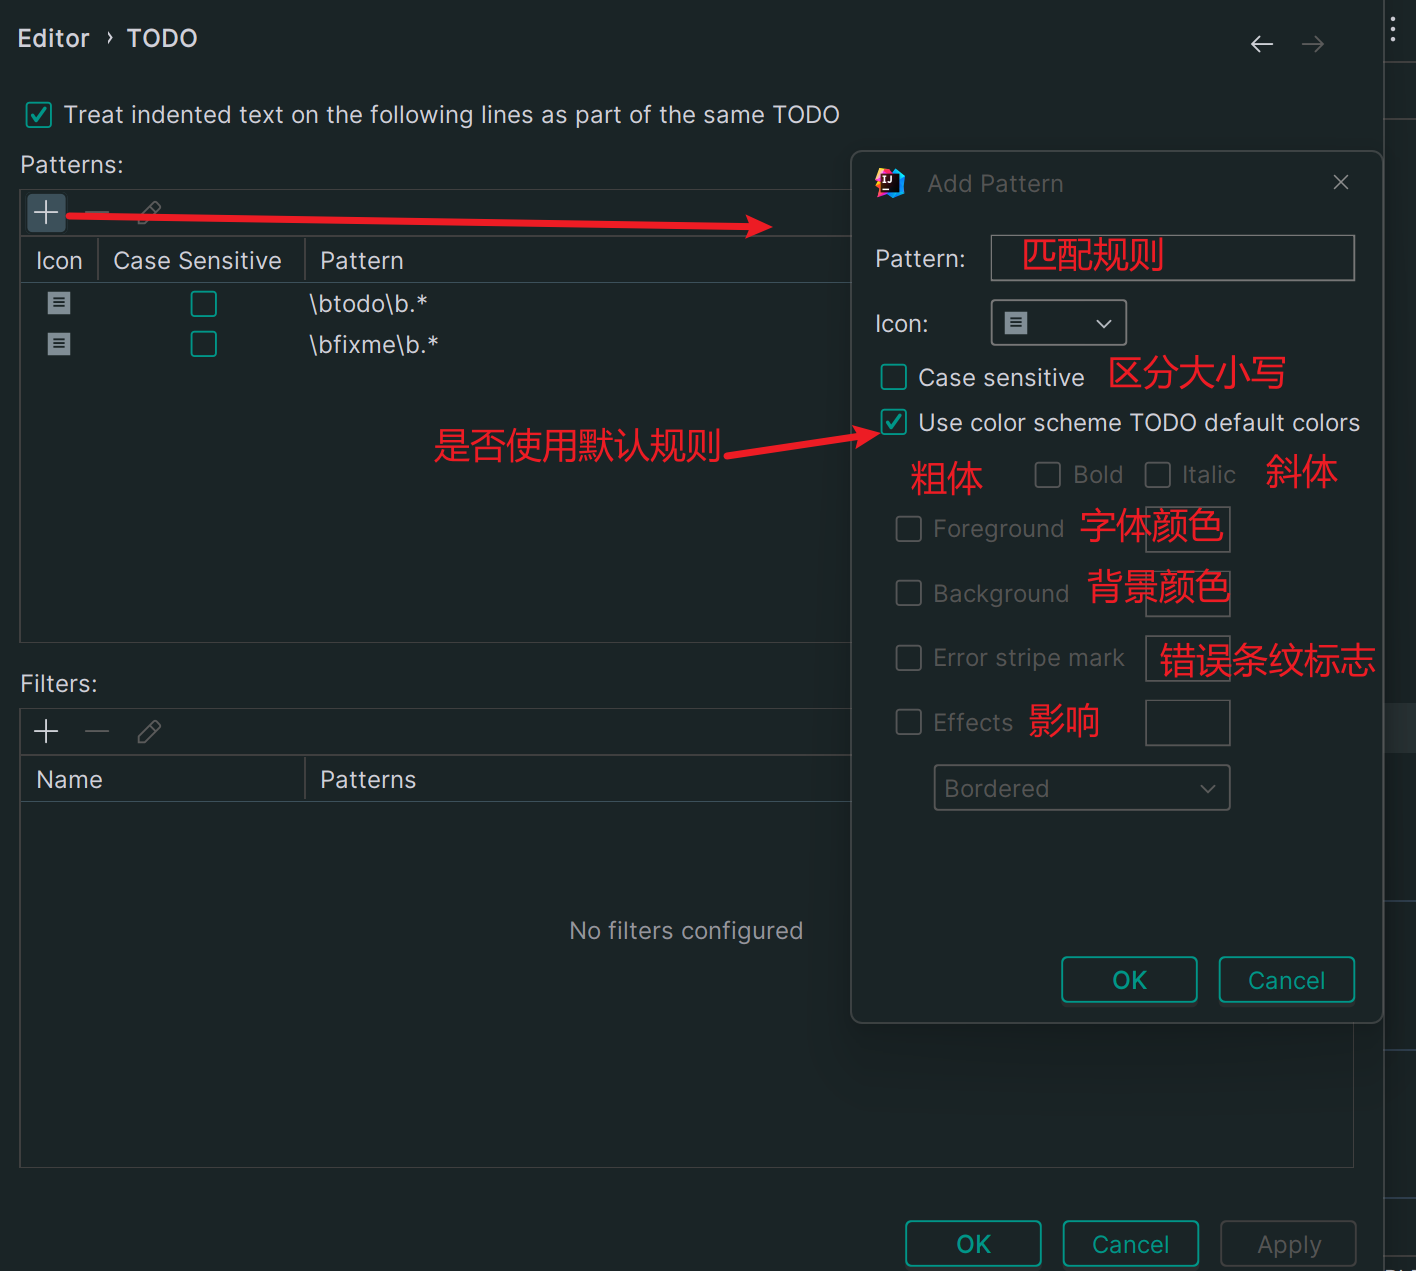 Editor › TODO
Treat indented text on the following lines as part of the same TODO
Patterns:
Icon Case Sensitive Pattern
\btodo\b.*
\bfixme\b.*
Add Pattern
Pattern: 匹配规则
Icon:
Case sensitive 区分大小写
Use color scheme TODO default colors
是否使用默认规则
粗体 Bold Italic 斜体
Foreground 字体颜色
Background 背景颜色
Error stripe mark 错误条纹标志
Effects 影响
Bordered
OK Cancel
Filters:
Name Patterns
No filters configured
OK Cancel Apply